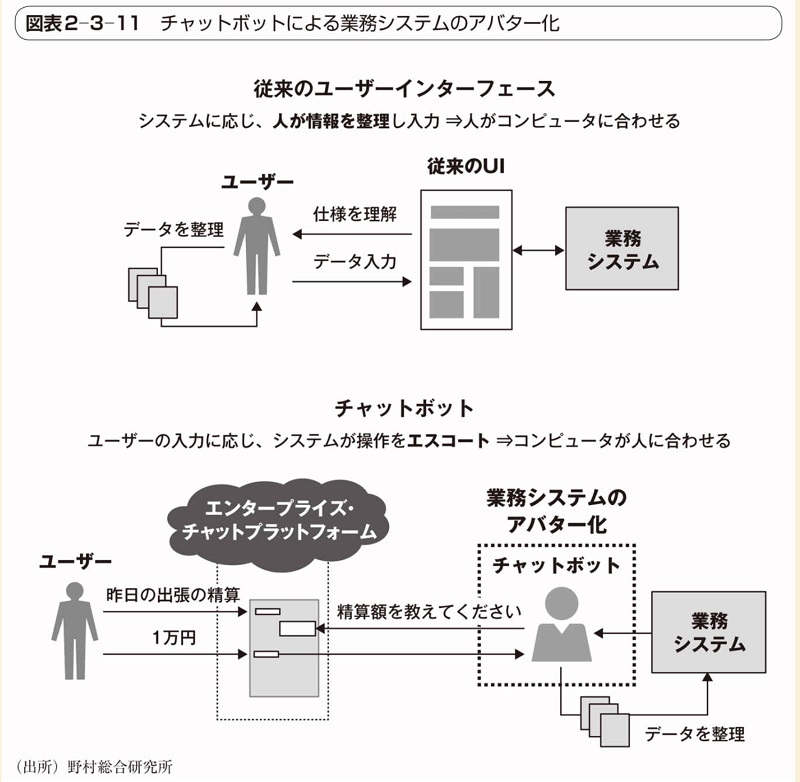 図表2-3-11　チャットボットによる業務システムのアバター化
従来のユーザーインターフェース
システムに応じ、人が情報を整理し入力 ⇒人がコンピュータに合わせる
従来のUI
ユーザー
仕様を理解
データを整理
データ入力
業務
システム
チャットボット
ユーザーの入力に応じ、システムが操作をエスコート ⇒コンピュータが人に合わせる
エンタープライズ・
チャットプラットフォーム
業務システムの
アバター化
ユーザー
チャットボット
昨日の出張の精算
精算額を教えてください
1万円
業務
システム
データを整理
（出所）野村総合研究所